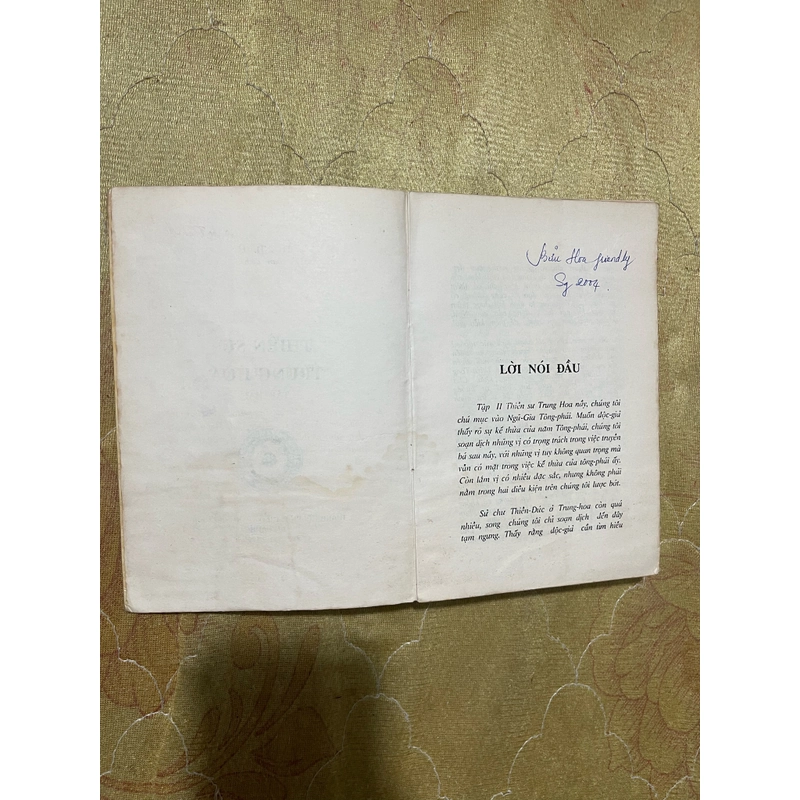 Hoa
Sg 2004.
LỜI NÓI ĐẦU
Tập II Thiền sư Trung Hoa nầy, chúng tôi
chú mục vào Ngũ-Gia Tông-phái. Muốn độc-giả
thấy rõ sự kế thừa của năm Tông-phái, chúng tôi
soạn dịch những vị có trọng trách trong việc truyền
bá sau nầy, với những vị tuy không quan trọng mà
vẫn có mặt trong việc kế thừa của tông-phái ấy.
Còn lắm vị có nhiều đặc sắc, nhưng không phải
nằm trong hai điều kiện trên chúng tôi lược bớt.
Sử chư Thiền-Đức ở Trung-hoa còn quá
nhiều, song chúng tôi chỉ soạn dịch đến đây
tạm ngưng. Thấy rằng độc-giả cần tìm hiểu